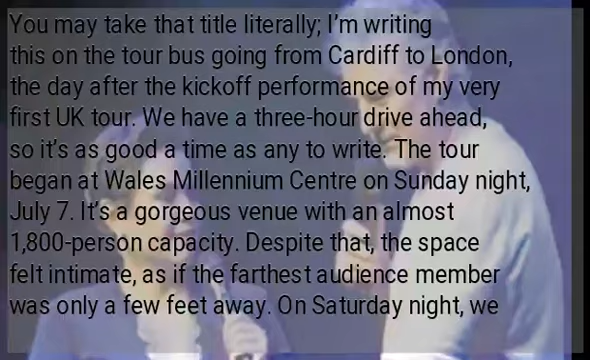 You may take that title literally; I’m writing
this on the tour bus going from Cardiff to London,
the day after the kickoff performance of my very
first UK tour. We have a three-hour drive ahead,
so it’s as good a time as any to write. The tour
began at Wales Millennium Centre on Sunday night,
July 7. It’s a gorgeous venue with an almost
1,800-person capacity. Despite that, the space
felt intimate, as if the farthest audience member
was only a few feet away. On Saturday night, we